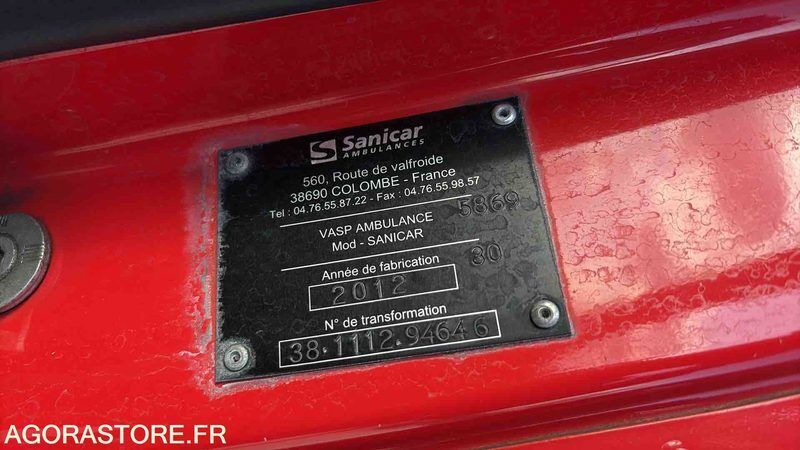 Sanicar
AMBULANCES
560, Route de valfroide
38690 COLOMBE - France
Tel : 04.76.55.87.22 - Fax : 04.76.55.98.57
VASP AMBULANCE 5869
Mod - SANICAR
30
Année de fabrication
2012
N° de transformation
38.1112.94646
AGORASTORE.FR